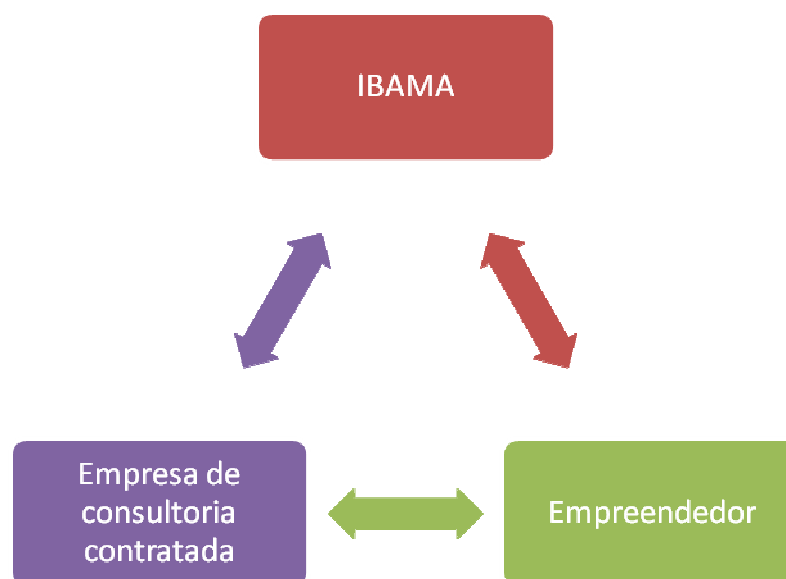 IBAMA
Empresa de
consultoria
contratada
Empreendedor